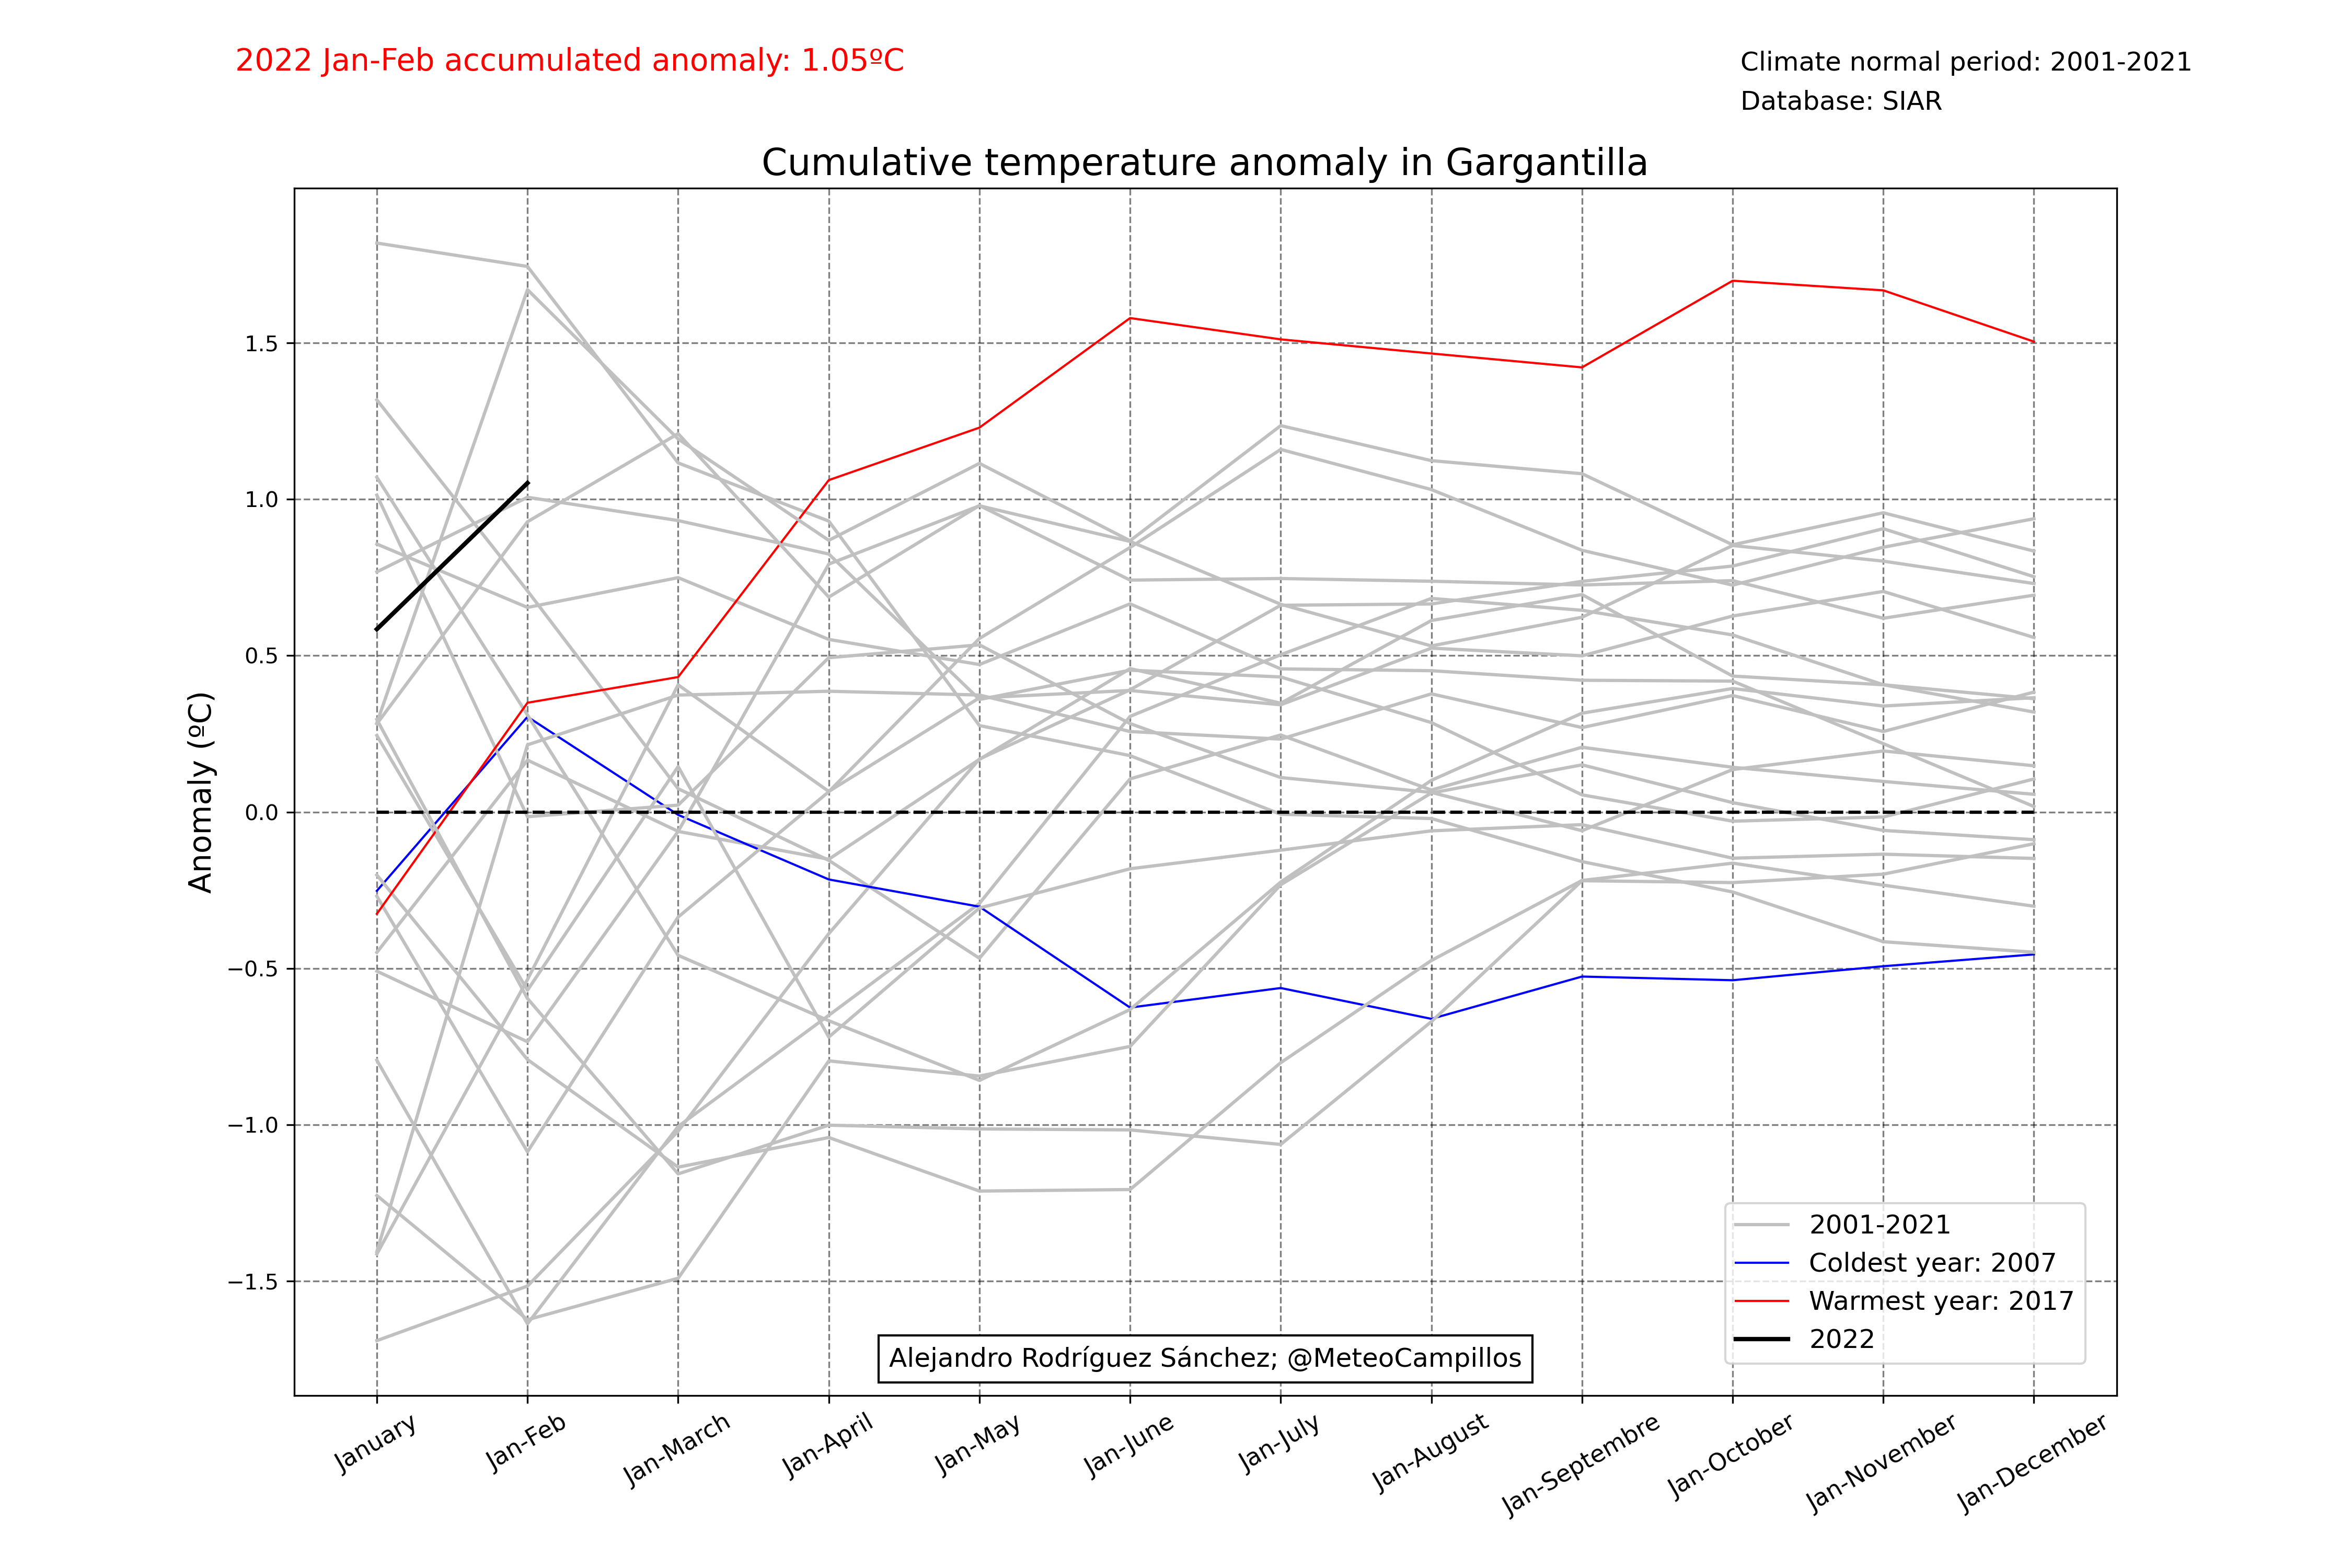 2022 Jan-Feb accumulated anomaly: 1.05ºC
Climate normal period: 2001-2021
Database: SIAR
Cumulative temperature anomaly in Gargantilla
Anomaly (ºC)
1.5
1.0
0.5
0.0
−0.5
−1.0
−1.5
2001-2021
Coldest year: 2007
Warmest year: 2017
2022
Alejandro Rodríguez Sánchez; @MeteoCampillos
January
Jan-Feb
Jan-March
Jan-April
Jan-May
Jan-June
Jan-July
Jan-August
Jan-Septembre
Jan-October
Jan-November
Jan-December